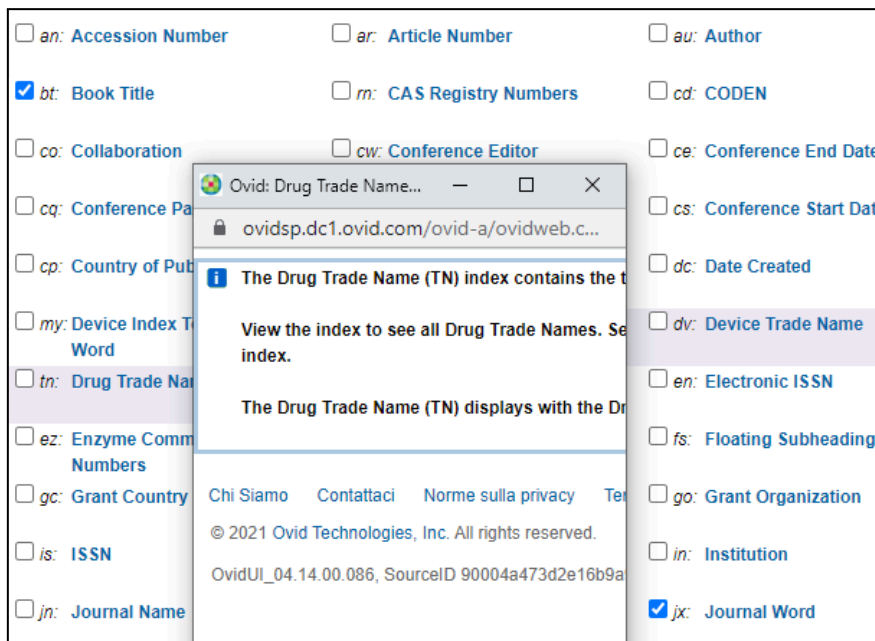 an: Accession Number ar: Article Number au: Author
bt: Book Title rn: CAS Registry Numbers cd: CODEN
co: Collaboration cw: Conference Editor ce: Conference End Date
cq: Conference Pa cs: Conference Start Dat
cp: Country of Pub dc: Date Created
my: Device Index T
Word
dv: Device Trade Name
tn: Drug Trade Na en: Electronic ISSN
ez: Enzyme Comm
Numbers
fs: Floating Subheading
gc: Grant Country go: Grant Organization
is: ISSN in: Institution
jn: Journal Name jx: Journal Word
Ovid: Drug Trade Name...
ovidsp.dc1.ovid.com/ovid-a/ovidweb.c...
The Drug Trade Name (TN) index contains the t
View the index to see all Drug Trade Names. Se
index.
The Drug Trade Name (TN) displays with the Dr
Chi Siamo Contattaci Norme sulla privacy Ter
© 2021 Ovid Technologies, Inc. All rights reserved.
OvidUI_04.14.00.086, SourceID 90004a473d2e16b9a